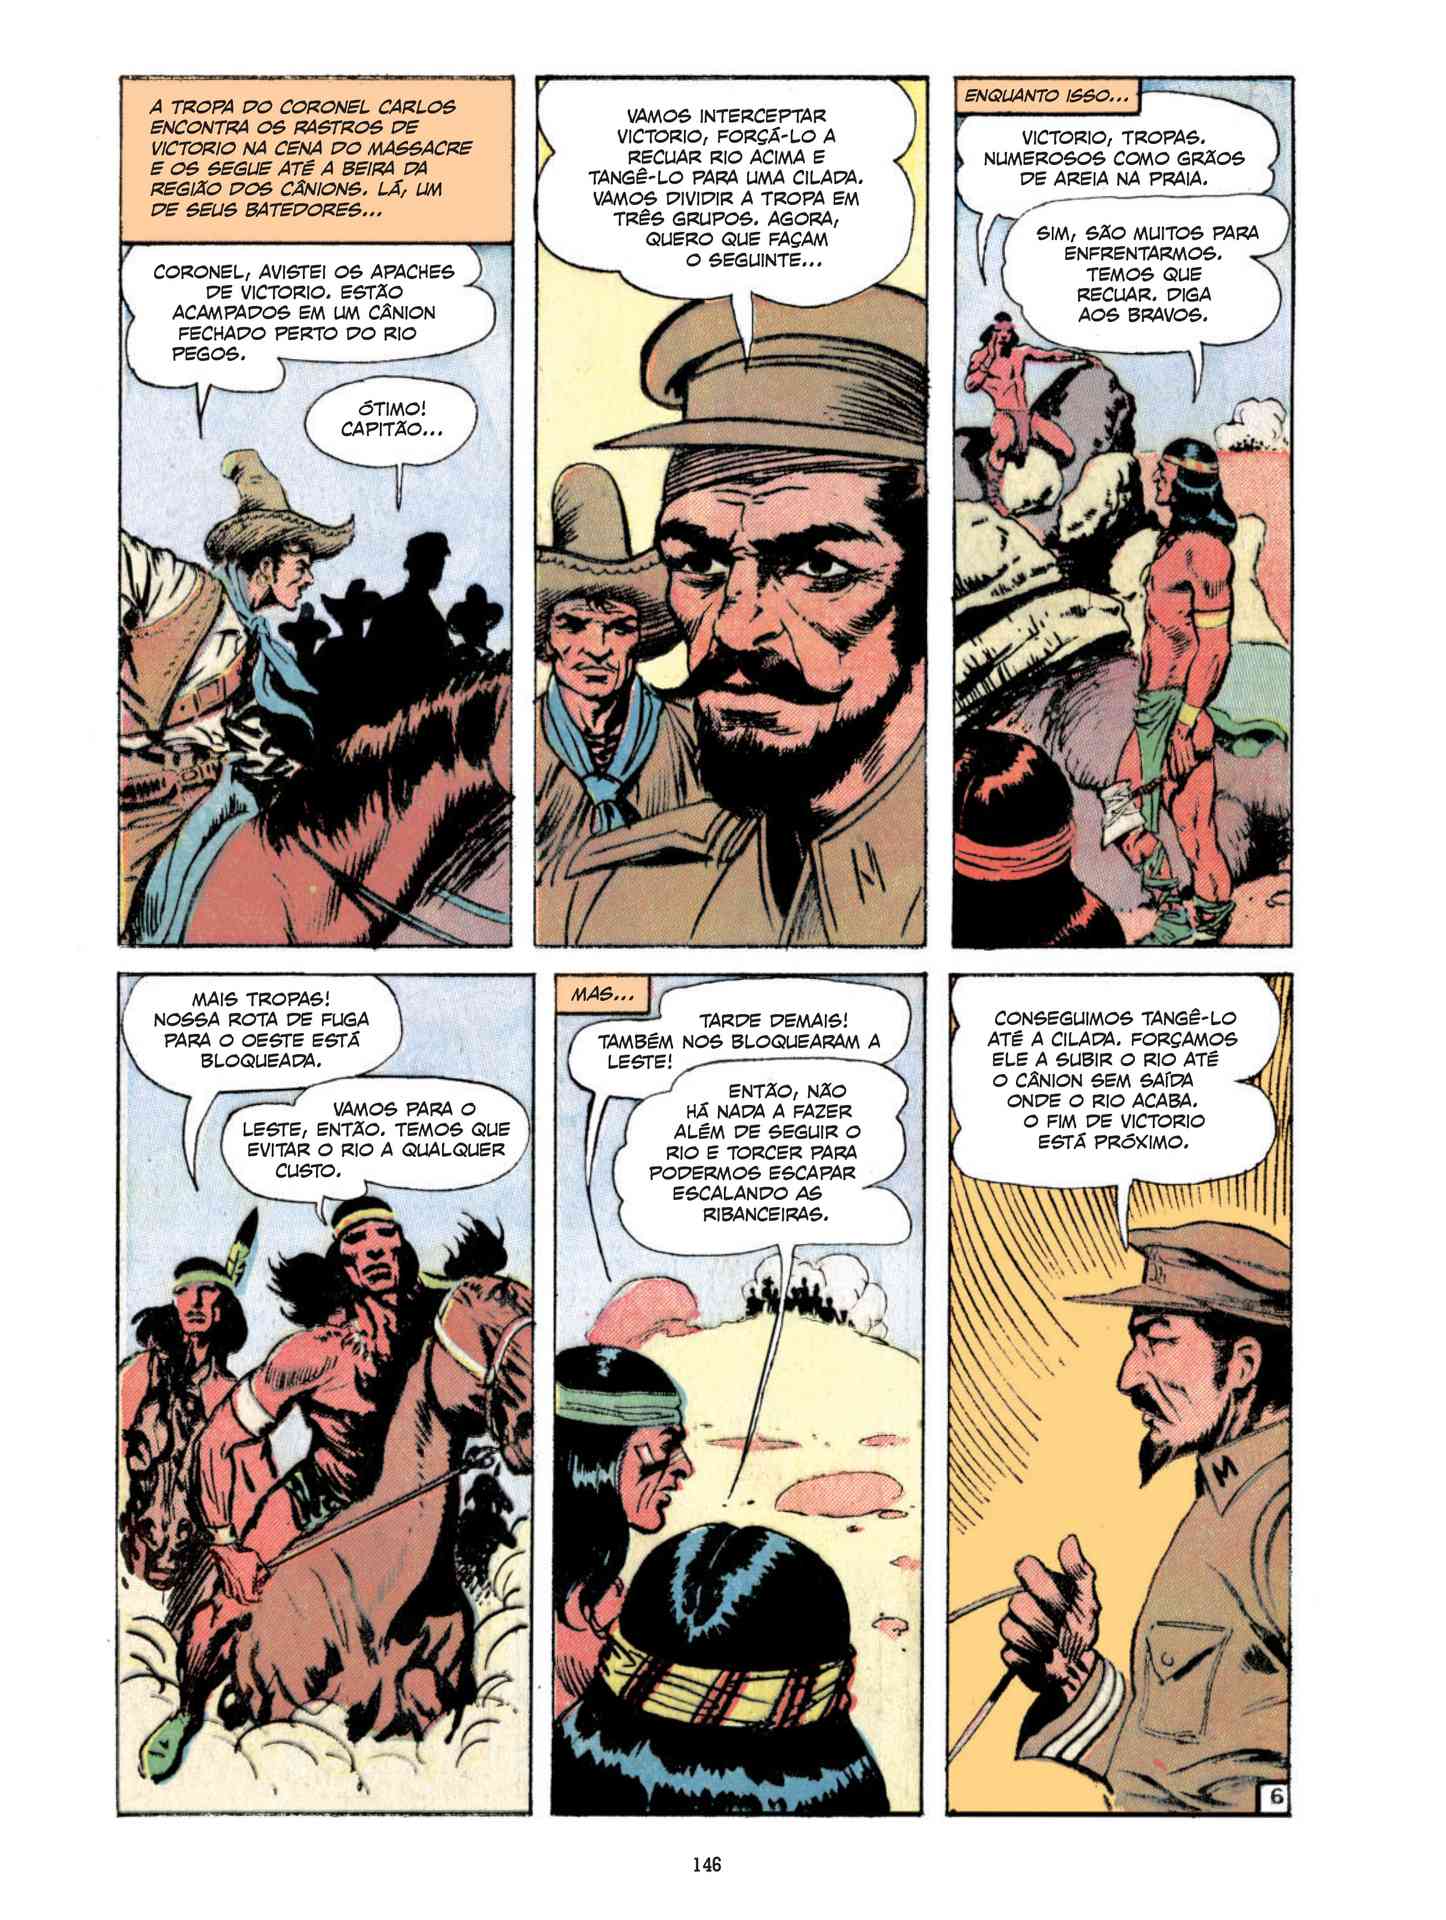 A TROPA DO CORONEL CARLOS
ENCONTRA OS RASTROS DE
VICTORIO NA CENA DO MASSACRE
E OS SEGUE ATÉ A BEIRA DA
REGIÃO DOS CÂNIONS. LÁ, UM
DE SEUS BATEDORES...
CORONEL, AVISTEI OS APACHES
DE VICTORIO. ESTÃO
ACAMPADOS EM UM CÂNION
FECHADO PERTO DO RIO
PEGOS.
ÓTIMO!
CAPITÃO...
VAMOS INTERCEPTAR
VICTORIO, FORÇÁ-LO A
RECUAR RIO ACIMA E
TANGÊ-LO PARA UMA CILADA.
VAMOS DIVIDIR A TROPA EM
TRÊS GRUPOS. AGORA,
QUERO QUE FAÇAM
O SEGUINTE...
ENQUANTO ISSO...
VICTORIO, TROPAS.
NUMEROSOS COMO GRÃOS
DE AREIA NA PRAIA.
SIM, SÃO MUITOS PARA
ENFRENTARMOS.
TEMOS QUE
RECUAR. DIGA
AOS BRAVOS.
MAIS TROPAS!
NOSSA ROTA DE FUGA
PARA O OESTE ESTÁ
BLOQUEADA.
VAMOS PARA O
LESTE, ENTÃO. TEMOS QUE
EVITAR O RIO A QUALQUER
CUSTO.
MAS...
TARDE DEMAIS!
TAMBÉM NOS BLOQUEARAM A
LESTE!
ENTÃO, NÃO
HÁ NADA A FAZER
ALÉM DE SEGUIR O
RIO E TORCER PARA
PODERMOS ESCAPAR
ESCALANDO AS
RIBANCEIRAS.
CONSEGUIMOS TANGÊ-LO
ATÉ A CILADA. FORÇAMOS
ELE A SUBIR O RIO ATÉ
O CÂNION SEM SAÍDA
ONDE O RIO ACABA.
O FIM DE VICTORIO
ESTÁ PRÓXIMO.
M
6
146